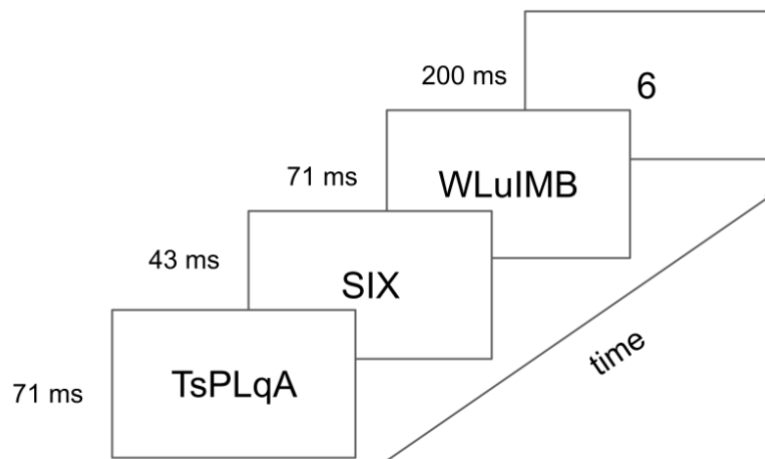 200 ms
6
71 ms
WLuIMB
43 ms
SIX
71 ms
TsPLqA
time